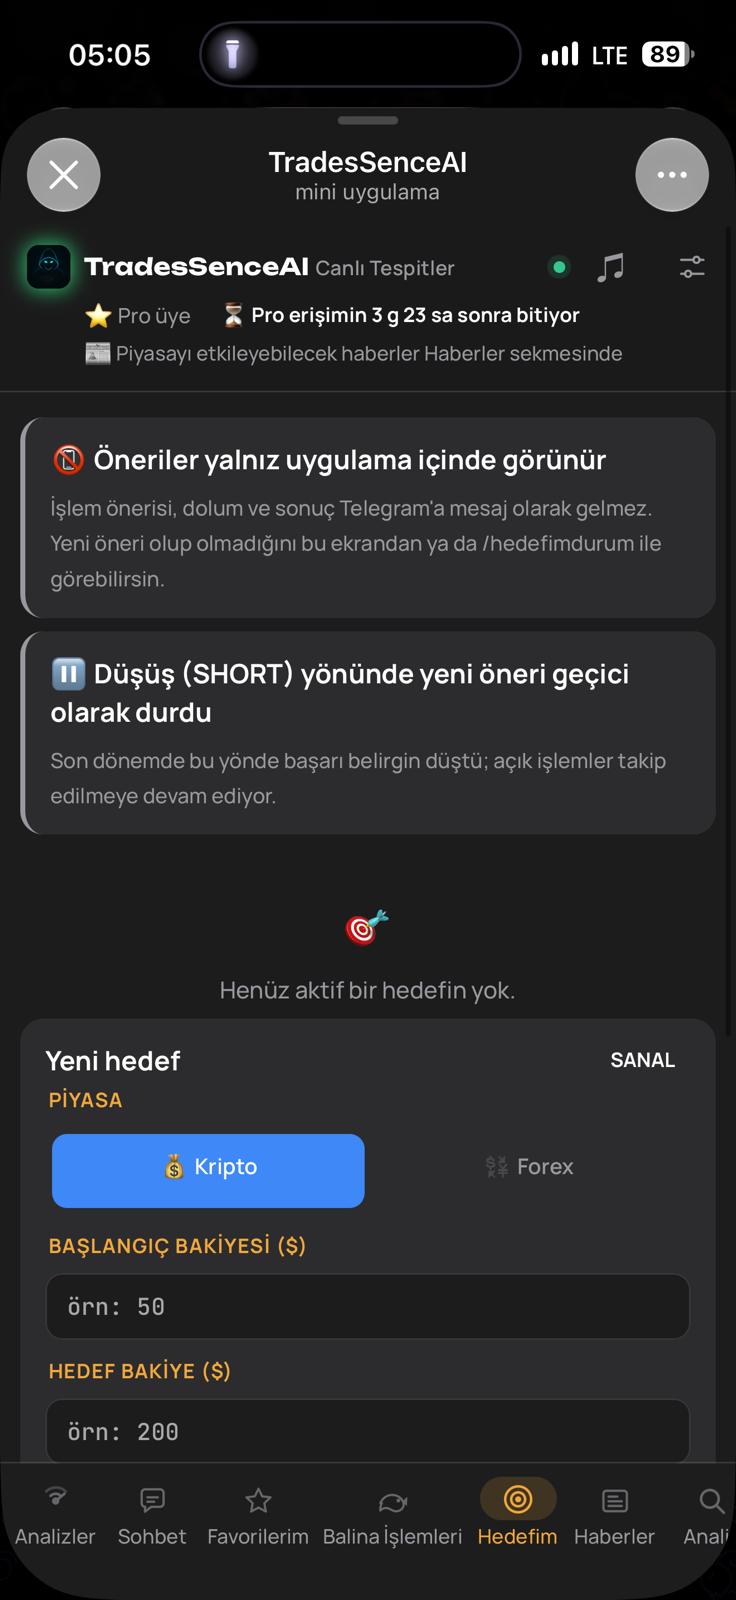 05:05
LTE 89
TradesSenceAI
mini uygulama
TradesSenceAI Canlı Tespitler
Pro üye Pro erişimin 3 g 23 sa sonra bitiyor
Piyasayı etkileyebilecek haberler Haberler sekmesinde
Öneriler yalnız uygulama içinde görünür
İşlem önerisi, dolum ve sonuç Telegram'a mesaj olarak gelmez.
Yeni öneri olup olmadığını bu ekrandan ya da /hedefimdurum ile
görebilirsin.
Düşüş (SHORT) yönünde yeni öneri geçici
olarak durdu
Son dönemde bu yönde başarı belirgin düştü; açık işlemler takip
edilmeye devam ediyor.
Henüz aktif bir hedefin yok.
Yeni hedef SANAL
PİYASA
Kripto Forex
BAŞLANGIÇ BAKİYESİ ($)
örn: 50
HEDEF BAKİYE ($)
örn: 200
Analizler Sohbet Favorilerim Balina İşlemleri Hedefim Haberler Anali